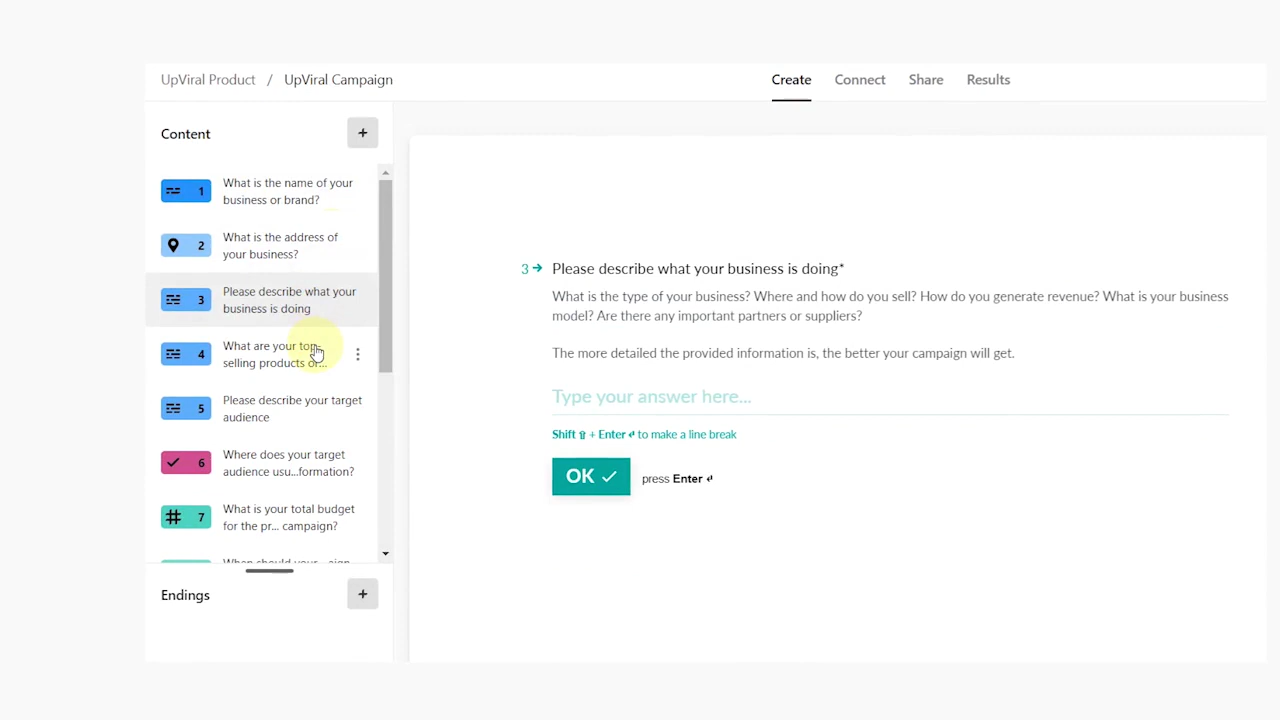 UpViral Product / UpViral Campaign
Create Connect Share Results
Content
+
1 What is the name of your
business or brand?
2 What is the address of
your business?
3 Please describe what your
business is doing
4 What are your top-
selling products or...
5 Please describe your target
audience
6 Where does your target
audience usu...formation?
7 What is your total budget
for the pr... campaign?
When should your...aign
Endings
+
3 → Please describe what your business is doing*
What is the type of your business? Where and how do you sell? How do you generate revenue? What is your business
model? Are there any important partners or suppliers?
The more detailed the provided information is, the better your campaign will get.
Type your answer here...
Shift ⇧ + Enter ↵ to make a line break
OK ✓ press Enter ↵